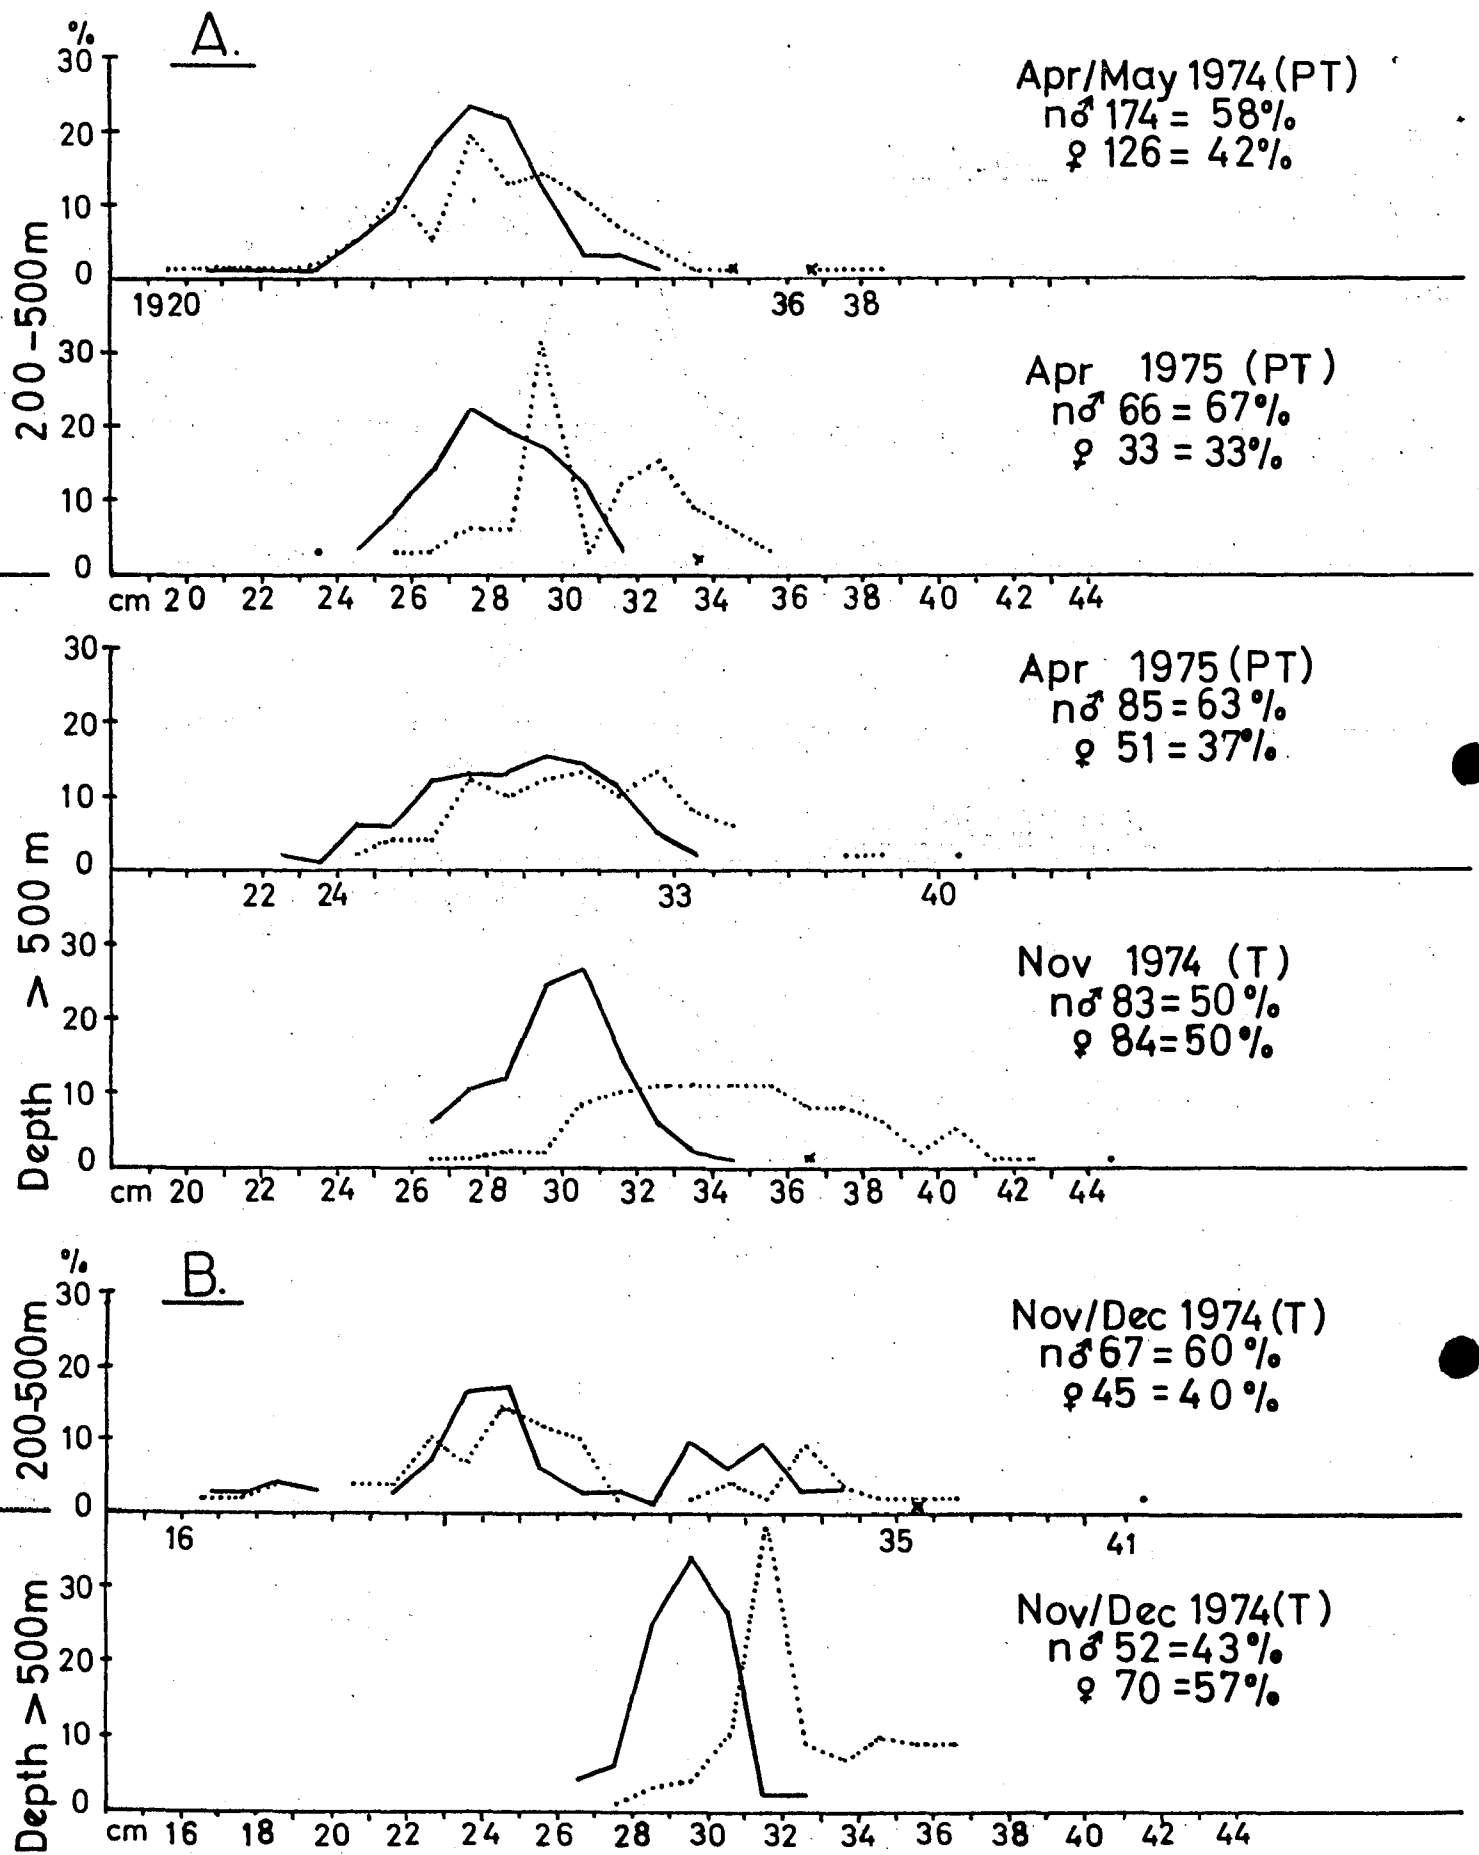 A.
%
30
20
10
0
200-500m
Apr/May 1974 (PT)
n♂ 174 = 58%
♀ 126 = 42%
19 20 36 38
30
20
10
0
Apr 1975 (PT)
n♂ 66 = 67%
♀ 33 = 33%
cm 20 22 24 26 28 30 32 34 36 38 40 42 44
Depth > 500 m
30
20
10
0
Apr 1975 (PT)
n♂ 85 = 63%
♀ 51 = 37%
22 24 33 40
30
20
10
0
Nov 1974 (T)
n♂ 83 = 50%
♀ 84 = 50%
cm 20 22 24 26 28 30 32 34 36 38 40 42 44
B.
%
30
20
10
0
200-500m
Nov/Dec 1974 (T)
n♂ 67 = 60%
♀ 45 = 40%
16 35 41
Depth > 500m
30
20
10
0
Nov/Dec 1974 (T)
n♂ 52 = 43%
♀ 70 = 57%
cm 16 18 20 22 24 26 28 30 32 34 36 38 40 42 44